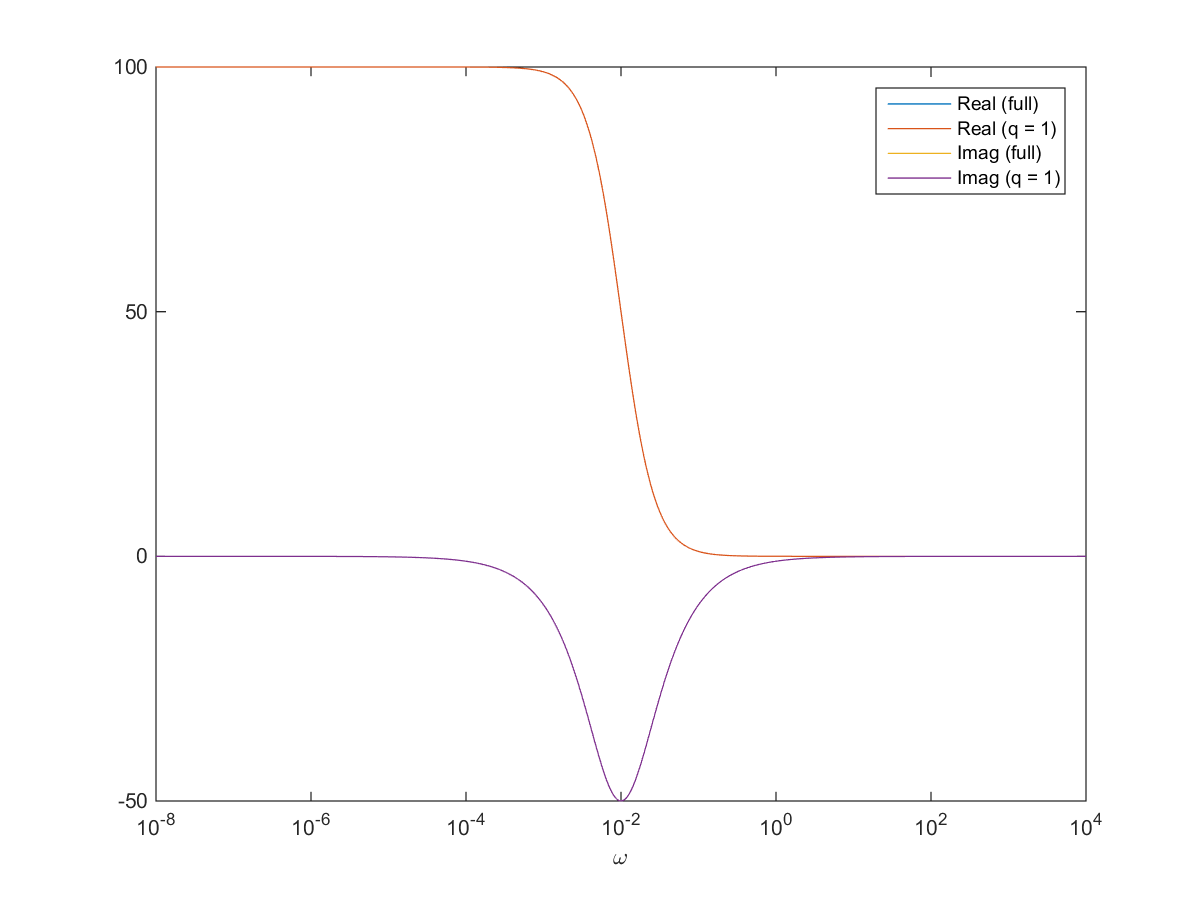 100
50
0
-50
10^-8
10^-6
10^-4
10^-2
10^0
10^2
10^4
ω
Real (full)
Real (q = 1)
Imag (full)
Imag (q = 1)